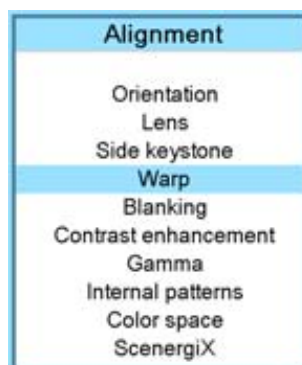 Alignment
Orientation
Lens
Side keystone
Warp
Blanking
Contrast enhancement
Gamma
Internal patterns
Color space
ScenergiX